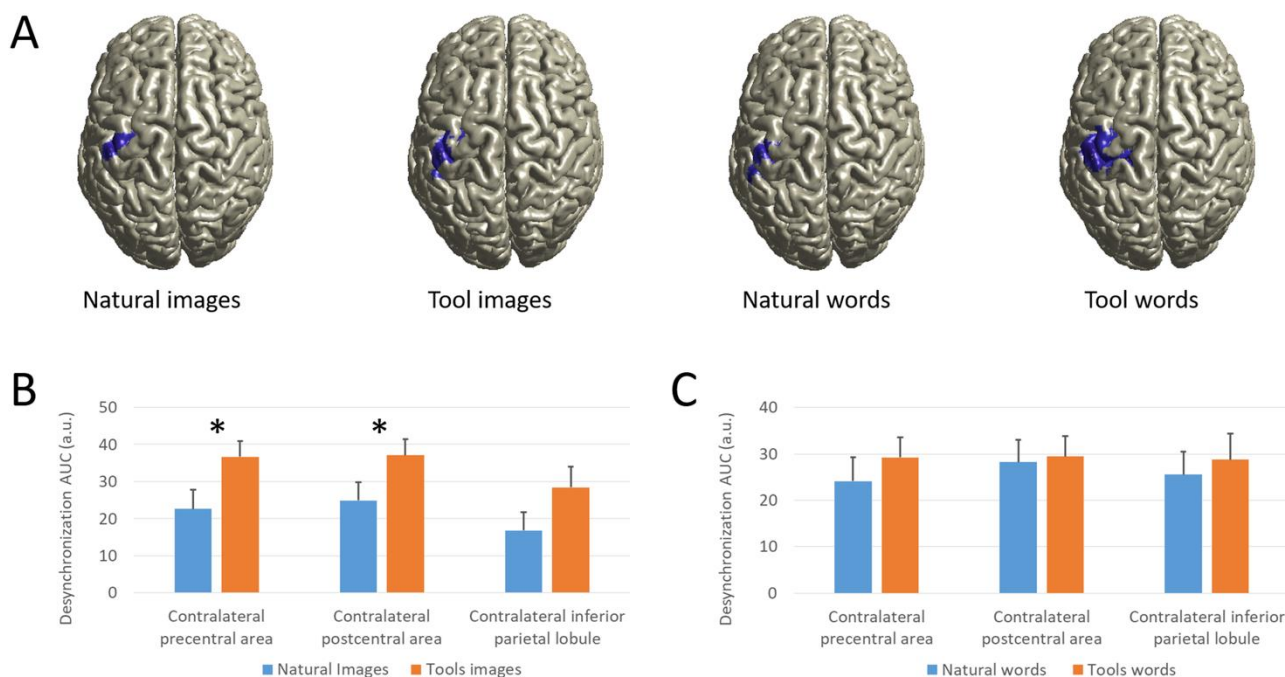 A
Natural images
Tool images
Natural words
Tool words
B
Desynchronization AUC (a.u.)
50
40
30
20
10
0
*
*
Contralateral
precentral area
Contralateral
postcentral area
Contralateral inferior
parietal lobule
Natural Images
Tools images
C
Desynchronization AUC (a.u.)
40
30
20
10
0
Contralateral
precentral area
Contralateral
postcentral area
Contralateral inferior
parietal lobule
Natural words
Tools words